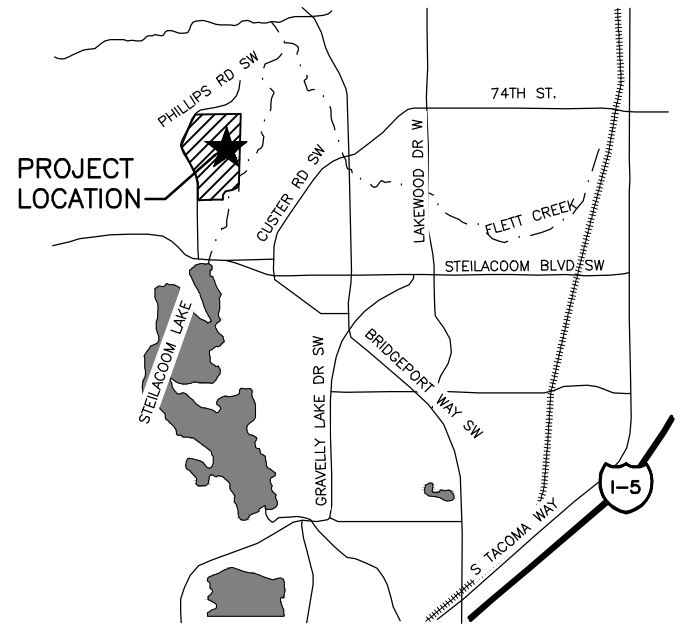 PHILLIPS RD SW
74TH ST.
PROJECT
LOCATION
CUSTER RD SW
LAKEWOOD DR W
FLETT CREEK
STEILACOOM BLVD SW
STEILACOOM LAKE
GRAVELLY LAKE DR SW
BRIDGEPORT WAY SW
I-5
S TACOMA WAY